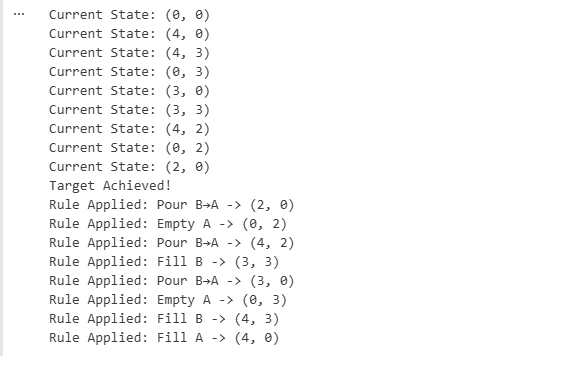 ... Current State: (0, 0)
Current State: (4, 0)
Current State: (4, 3)
Current State: (0, 3)
Current State: (3, 0)
Current State: (3, 3)
Current State: (4, 2)
Current State: (0, 2)
Current State: (2, 0)
Target Achieved!
Rule Applied: Pour B→A -> (2, 0)
Rule Applied: Empty A -> (0, 2)
Rule Applied: Pour B→A -> (4, 2)
Rule Applied: Fill B -> (3, 3)
Rule Applied: Pour B→A -> (3, 0)
Rule Applied: Empty A -> (0, 3)
Rule Applied: Fill B -> (4, 3)
Rule Applied: Fill A -> (4, 0)